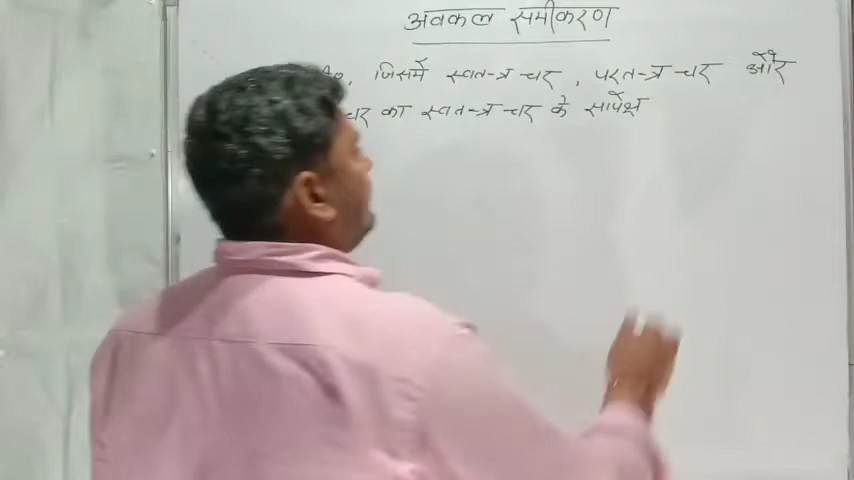 अवकल समीकरण
जिसमें स्वतन्त्र चर, परतन्त्र चर और
चर का स्वतन्त्र चर के सापेक्ष